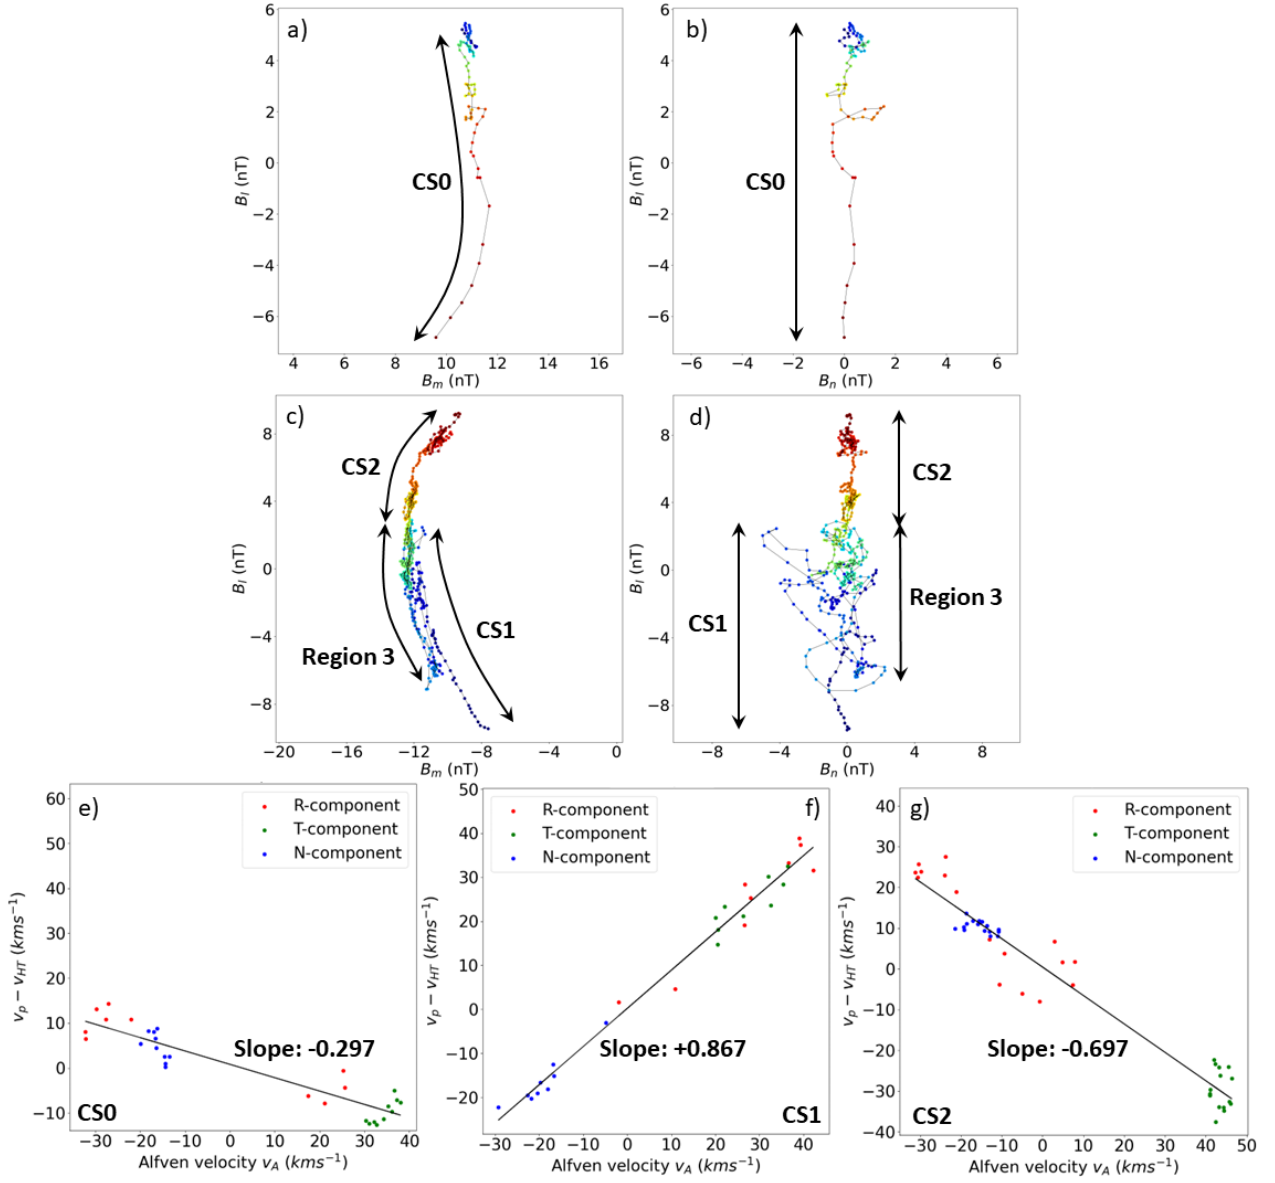 a)
6
4
2
0
−2
−4
−6
B_l (nT)
CS0
4 6 8 10 12 14 16
B_m (nT)
b)
6
4
2
0
−2
−4
−6
B_l (nT)
CS0
−6 −4 −2 0 2 4 6
B_n (nT)
c)
8
4
0
−4
−8
B_l (nT)
CS2
CS1
Region 3
−20 −16 −12 −8 −4 0
B_m (nT)
d)
8
4
0
−4
−8
B_l (nT)
CS2
Region 3
CS1
−8 −4 0 4 8
B_n (nT)
e)
R-component
T-component
N-component
60
50
40
30
20
10
0
−10
v_p − v_HT (kms⁻¹)
Slope: -0.297
CS0
−30 −20 −10 0 10 20 30 40
Alfven velocity v_A (kms⁻¹)
f)
R-component
T-component
N-component
50
40
30
20
10
0
−10
−20
v_p − v_HT (kms⁻¹)
Slope: +0.867
CS1
−30 −20 −10 0 10 20 30 40
Alfven velocity v_A (kms⁻¹)
g)
R-component
T-component
N-component
40
30
20
10
0
−10
−20
−30
−40
v_p − v_HT (kms⁻¹)
Slope: -0.697
CS2
−30 −20 −10 0 10 20 30 40 50
Alfven velocity v_A (kms⁻¹)